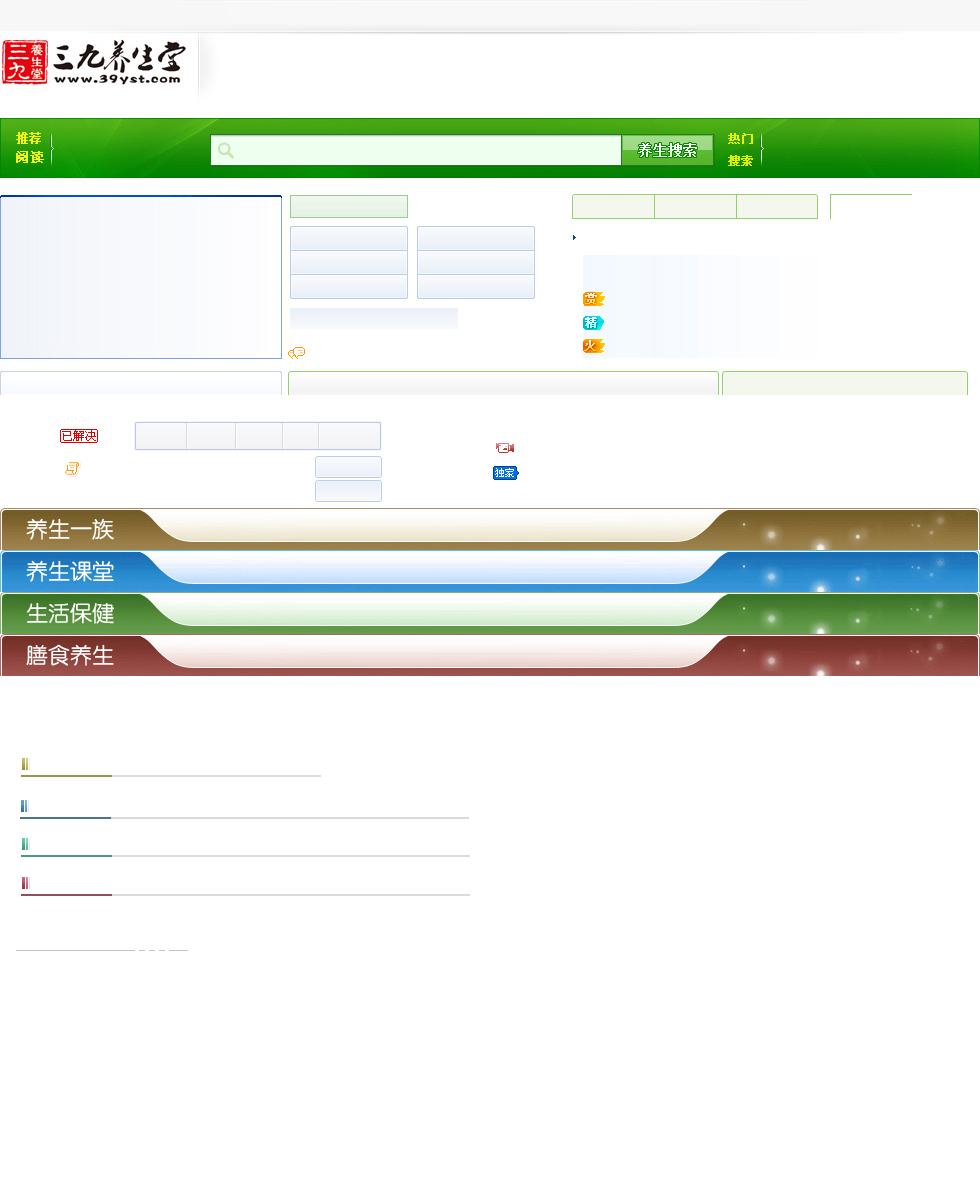 三九 養生堂 三九养生堂
www.39yst.com
推荐
阅读
养生搜索
热门
搜索
赏
精
火
已解决
独家
养生一族
养生课堂
生活保健
膳食养生